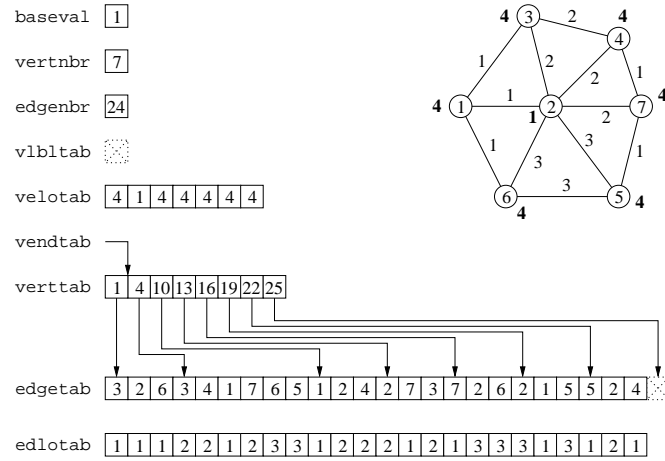 baseval 1
vertnbr 7
edgenbr 24
vlbltab
velotab 4 1 4 4 4 4 4
vendtab
verttab 1 4 10 13 16 19 22 25
edgetab 3 2 6 3 4 1 7 6 5 1 2 4 2 7 3 7 2 6 2 1 5 5 2 4
edlotab 1 1 1 2 2 1 2 3 3 1 2 2 2 1 2 1 3 3 3 1 3 1 2 1
4 3 2 4
4
1 2 2 1
4 1 1 2 2 7 4
1
1 3 3 1
3
6 5 4
4